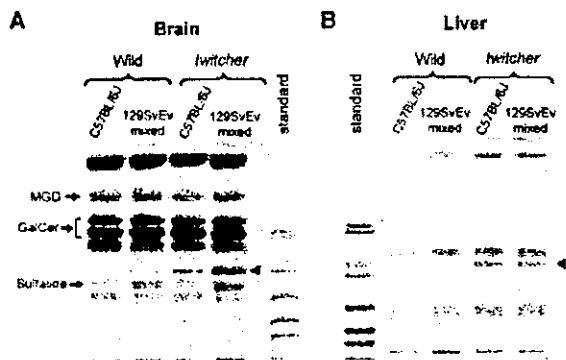 A
Brain
Wild
twitcher
C57BL/6J
129SvEv
mixed
C57BL/6J
129SvEv
mixed
standard
MGD
GalCer
Sulfatide
B
Liver
Wild
twitcher
standard
C57BL/6J
129SvEv
mixed
C57BL/6J
129SvEv
mixed